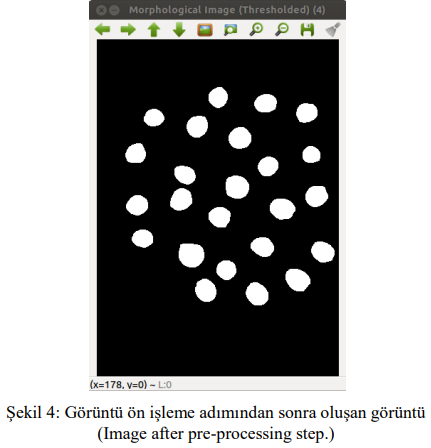 Morphological Image (Thresholded) (4)
(x=178, y=0) ~ L:0
Şekil 4: Görüntü ön işleme adımından sonra oluşan görüntü
(Image after pre-processing step.)